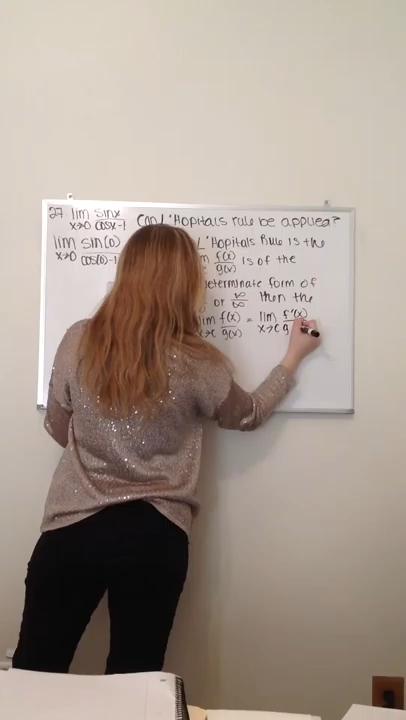 27. lim sinx
x→0 cosx-1
Can L'Hopitals rule be applied?
lim sin(0)
x→0 cos(0)-1
L'Hopitals Rule is the
f(x)
g(x)
is of the
determinate form of
or ∞/∞ then the
lim f(x)/g(x) = lim f'(x)/g
x→c x→c